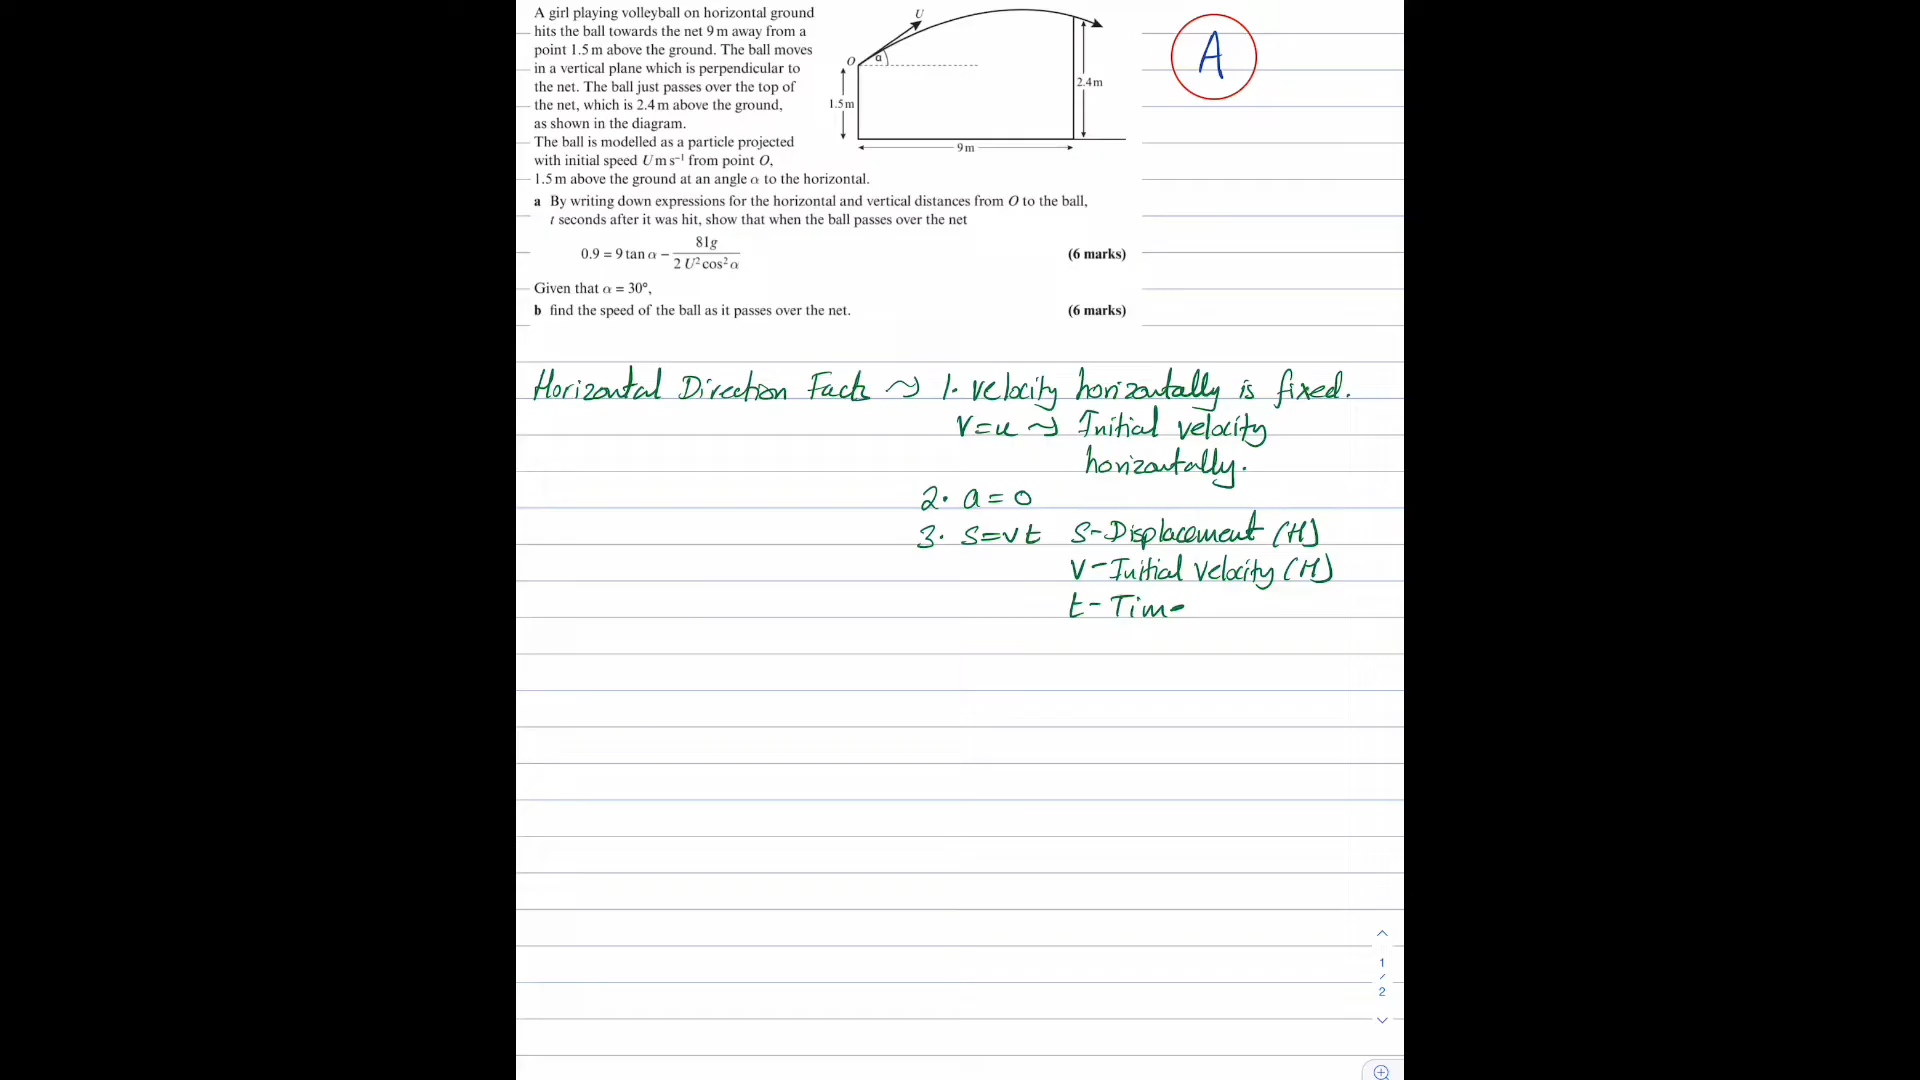 A girl playing volleyball on horizontal ground
hits the ball towards the net 9 m away from a
point 1.5 m above the ground. The ball moves
in a vertical plane which is perpendicular to
the net. The ball just passes over the top of
the net, which is 2.4 m above the ground,
as shown in the diagram.
The ball is modelled as a particle projected
with initial speed U m s⁻¹ from point O,
1.5 m above the ground at an angle α to the horizontal.
U
O
α
1.5 m
2.4 m
9 m
A
a By writing down expressions for the horizontal and vertical distances from O to the ball,
t seconds after it was hit, show that when the ball passes over the net
0.9 = 9 tan α − 81g / 2 U² cos² α (6 marks)
Given that α = 30°,
b find the speed of the ball as it passes over the net. (6 marks)
Horizontal Direction Facts ~> 1. velocity horizontally is fixed.
v=u ~> Initial velocity
horizontally.
2. a=0
3. s=vt s-Displacement (H)
v-Initial velocity (H)
t-Time
1
/
2